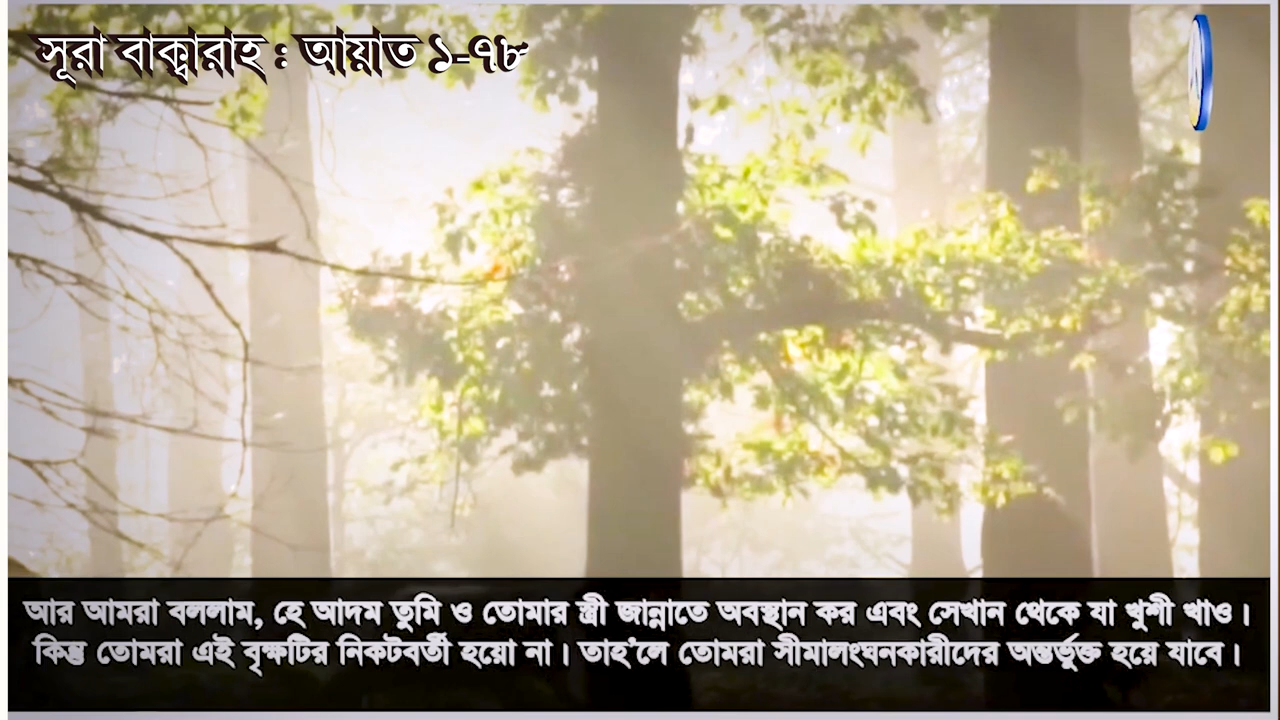 সূরা বাক্বারাহ : আয়াত ১-৭৮
আর আমরা বললাম, হে আদম তুমি ও তোমার স্ত্রী জান্নাতে অবস্থান কর এবং সেখান থেকে যা খুশী খাও।
কিন্তু তোমরা এই বৃক্ষটির নিকটবর্তী হয়ো না। তাহ'লে তোমরা সীমালংঘনকারীদের অন্তর্ভুক্ত হয়ে যাবে।